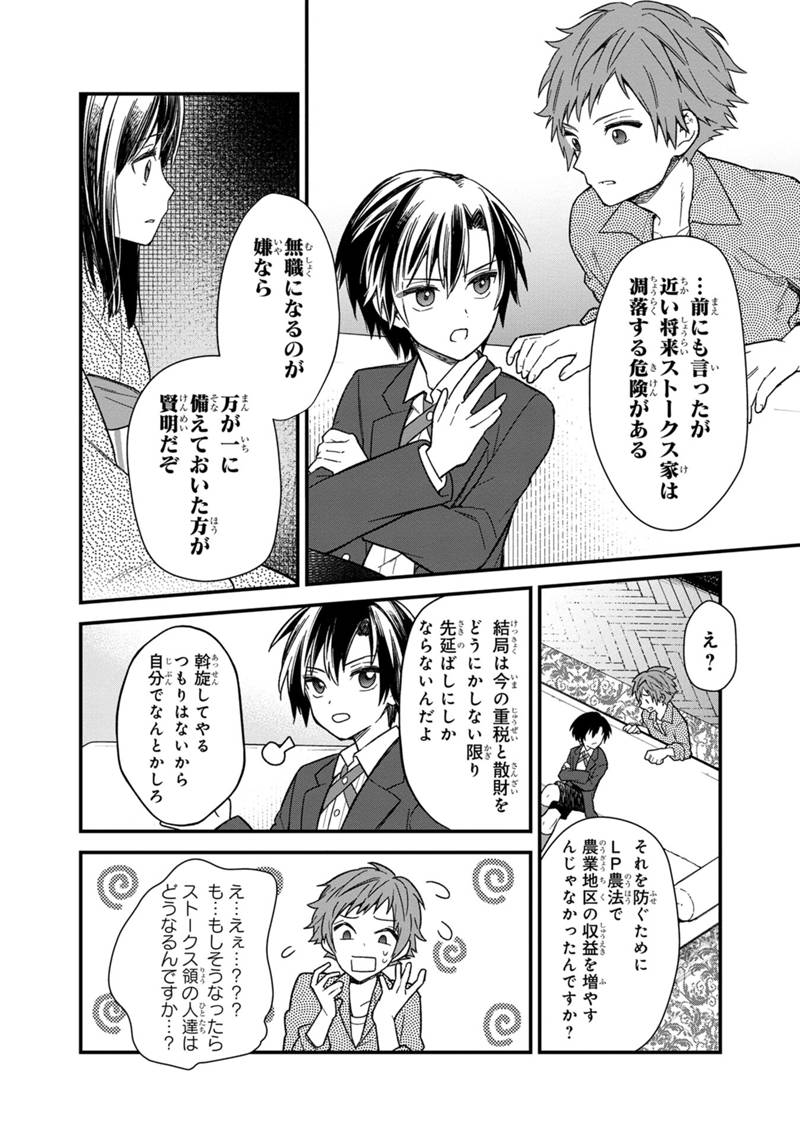 …前にも言ったが
近い将来ストークス家は
凋落する危険がある
無職になるのが
嫌なら
万が一に
備えておいた方が
賢明だぞ
え？
それを防ぐために
ＬＰ農法で
農業地区の収益を増やす
んじゃなかったんですか？
結局は今の重税と散財を
どうにかしない限り
先延ばしにしか
ならないんだよ
斡旋してやる
つもりはないから
自分でなんとかしろ
え…えぇ…？？？
も…もしそうなったら
ストークス領の人達は
どうなるんですか…？